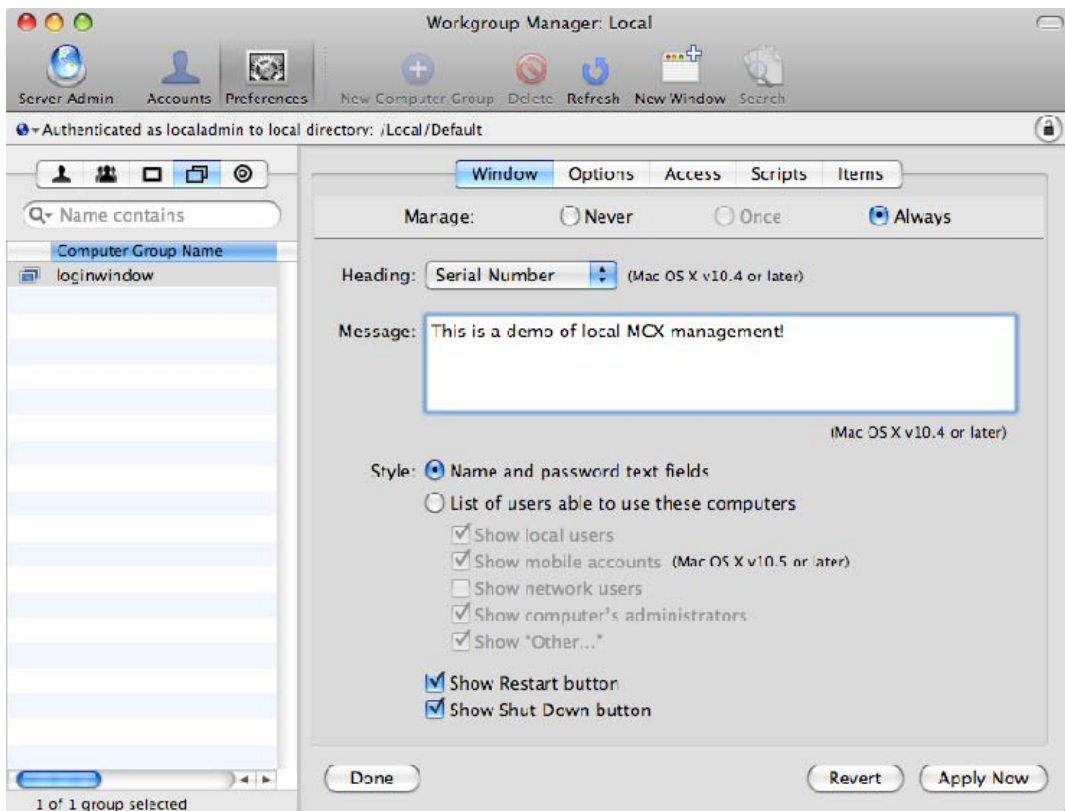 Workgroup Manager: Local
Server Admin Accounts Preferences New Computer Group Delete Refresh New Window Search
Authenticated as localadmin to local directory: /Local/Default
Window Options Access Scripts Items
Name contains
Manage: Never Once Always
Computer Group Name
loginwindow
Heading: Serial Number (Mac OS X v10.4 or later)
Message: This is a demo of local MCX management!
(Mac OS X v10.4 or later)
Style: Name and password text fields
List of users able to use these computers
Show local users
Show mobile accounts (Mac OS X v10.5 or later)
Show network users
Show computer's administrators
Show "Other..."
Show Restart button
Show Shut Down button
Done Revert Apply Now
1 of 1 group selected